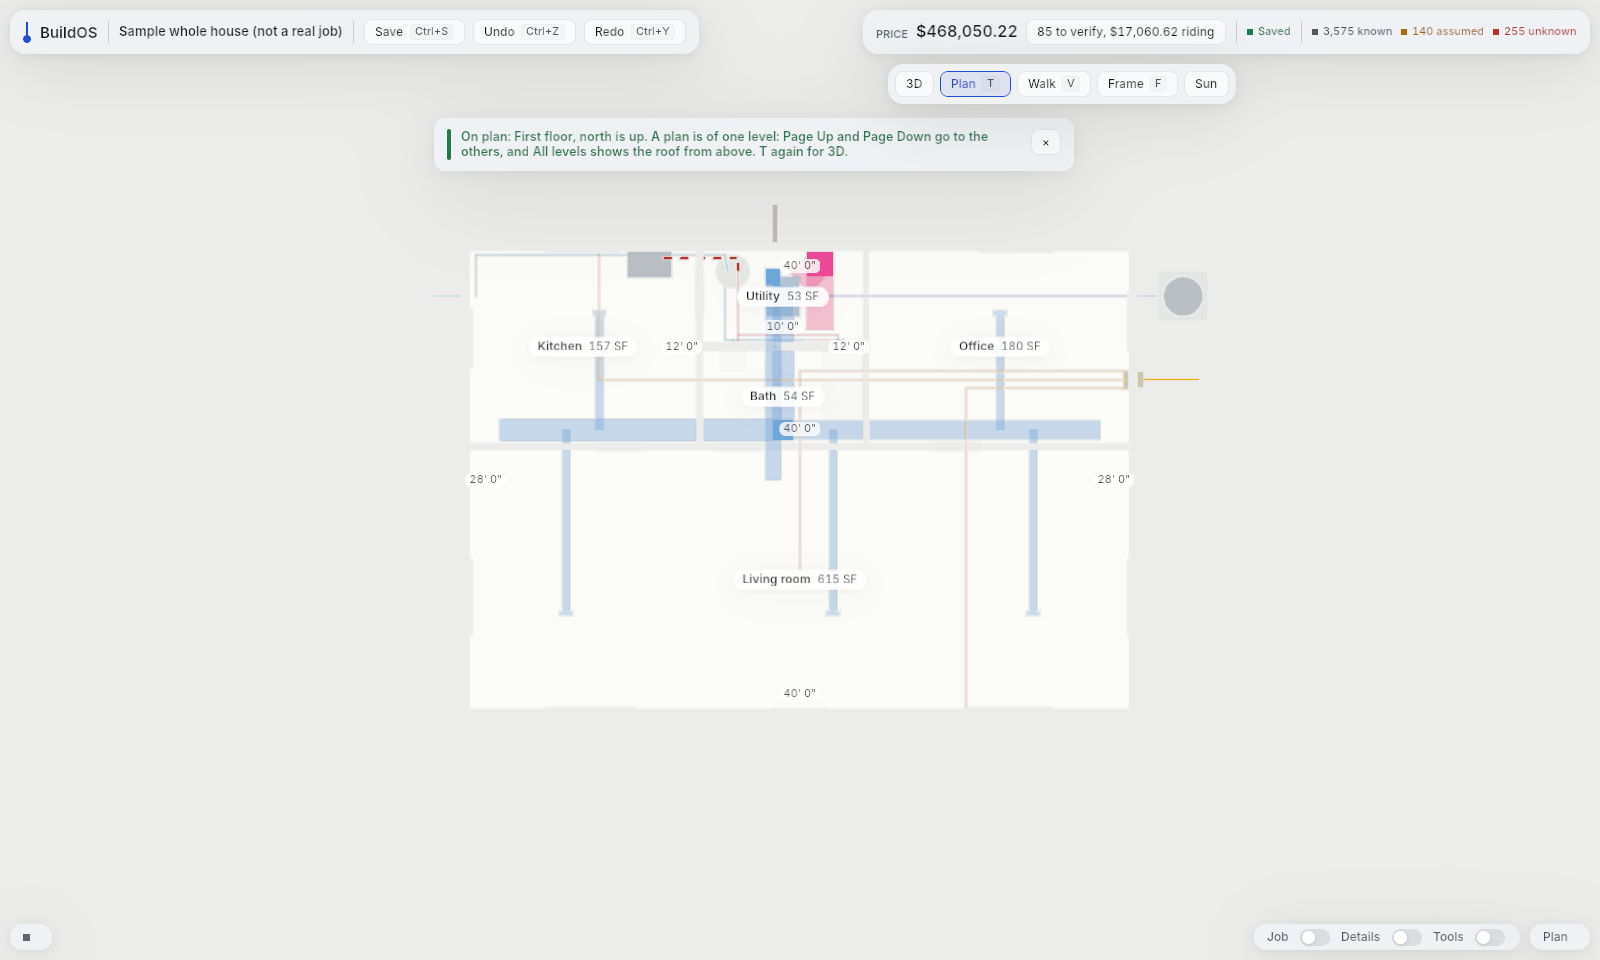 BuildOS
Sample whole house (not a real job)
Save Ctrl+S
Undo Ctrl+Z
Redo Ctrl+Y
PRICE $468,050.22
85 to verify, $17,060.62 riding
Saved
3,575 known
140 assumed
255 unknown
3D
Plan T
Walk V
Frame F
Sun
On plan: First floor, north is up. A plan is of one level: Page Up and Page Down go to the
others, and All levels shows the roof from above. T again for 3D.
×
40' 0"
Utility 53 SF
10' 0"
Kitchen 157 SF
12' 0"
12' 0"
Office 180 SF
Bath 54 SF
40' 0"
28' 0"
28' 0"
Living room 615 SF
40' 0"
Job
Details
Tools
Plan